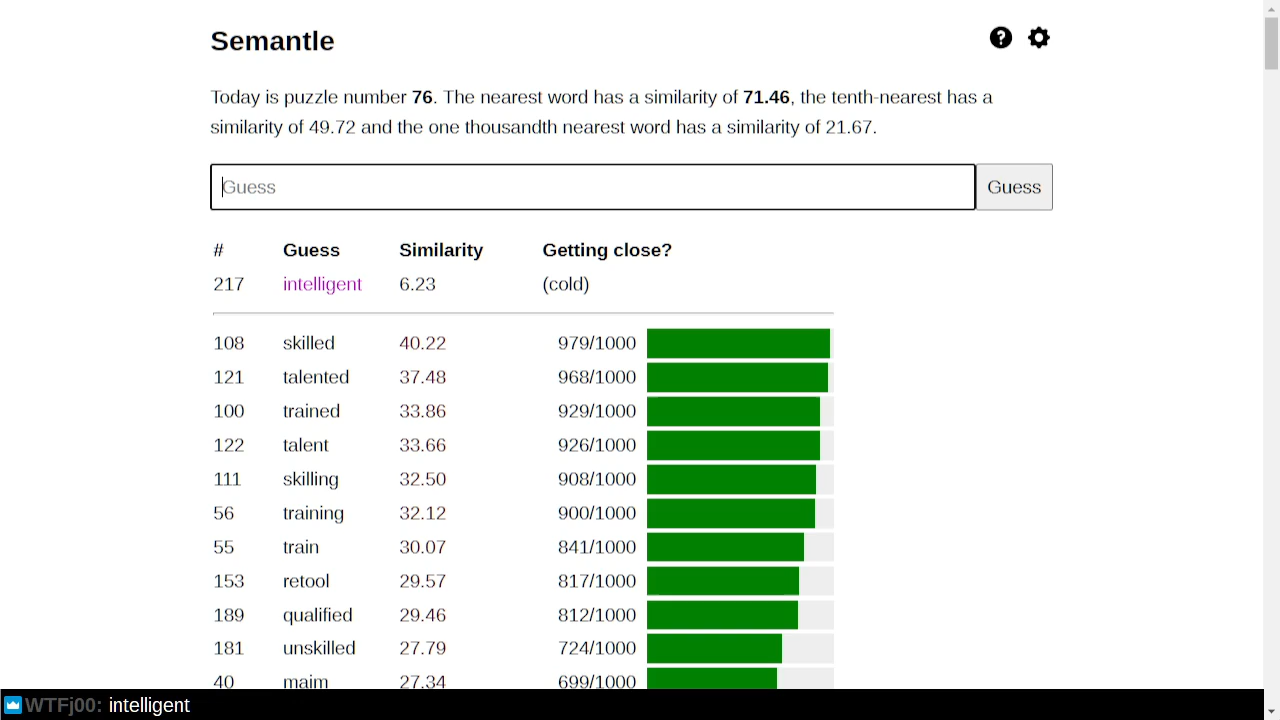 Semantle
Today is puzzle number 76. The nearest word has a similarity of 71.46, the tenth-nearest has a
similarity of 49.72 and the one thousandth nearest word has a similarity of 21.67.
Guess Guess
# Guess Similarity Getting close?
217 intelligent 6.23 (cold)
108 skilled 40.22 979/1000
121 talented 37.48 968/1000
100 trained 33.86 929/1000
122 talent 33.66 926/1000
111 skilling 32.50 908/1000
56 training 32.12 900/1000
55 train 30.07 841/1000
153 retool 29.57 817/1000
189 qualified 29.46 812/1000
181 unskilled 27.79 724/1000
40 maim 27.34 699/1000
WTFj00: intelligent